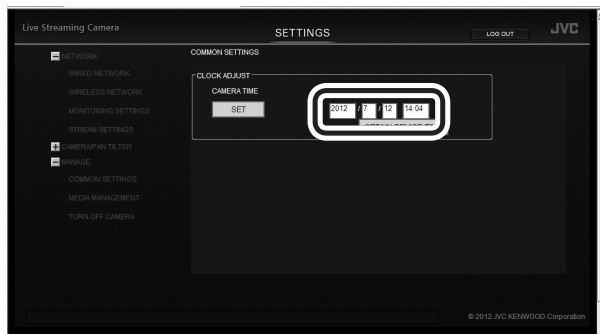 Live Streaming Camera
SETTINGS
LOG OUT
JVC
NETWORK
WIRED NETWORK
WIRELESS NETWORK
MONITORING SETTINGS
STREAM SETTINGS
CAMERA/PAN TILTER
MANAGE
COMMON SETTINGS
MEDIA MANAGEMENT
TURN OFF CAMERA
COMMON SETTINGS
CLOCK ADJUST
CAMERA TIME
SET
2012 / 7 / 12 14:04
© 2012 JVC KENWOOD Corporation